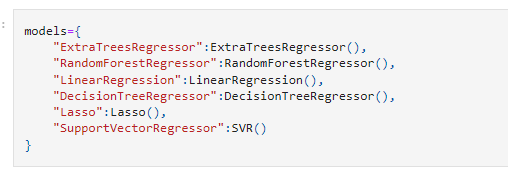 :
models={
    "ExtraTreesRegressor":ExtraTreesRegressor(),
    "RandomForestRegressor":RandomForestRegressor(),
    "LinearRegression":LinearRegression(),
    "DecisionTreeRegressor":DecisionTreeRegressor(),
    "Lasso":Lasso(),
    "SupportVectorRegressor":SVR()
}